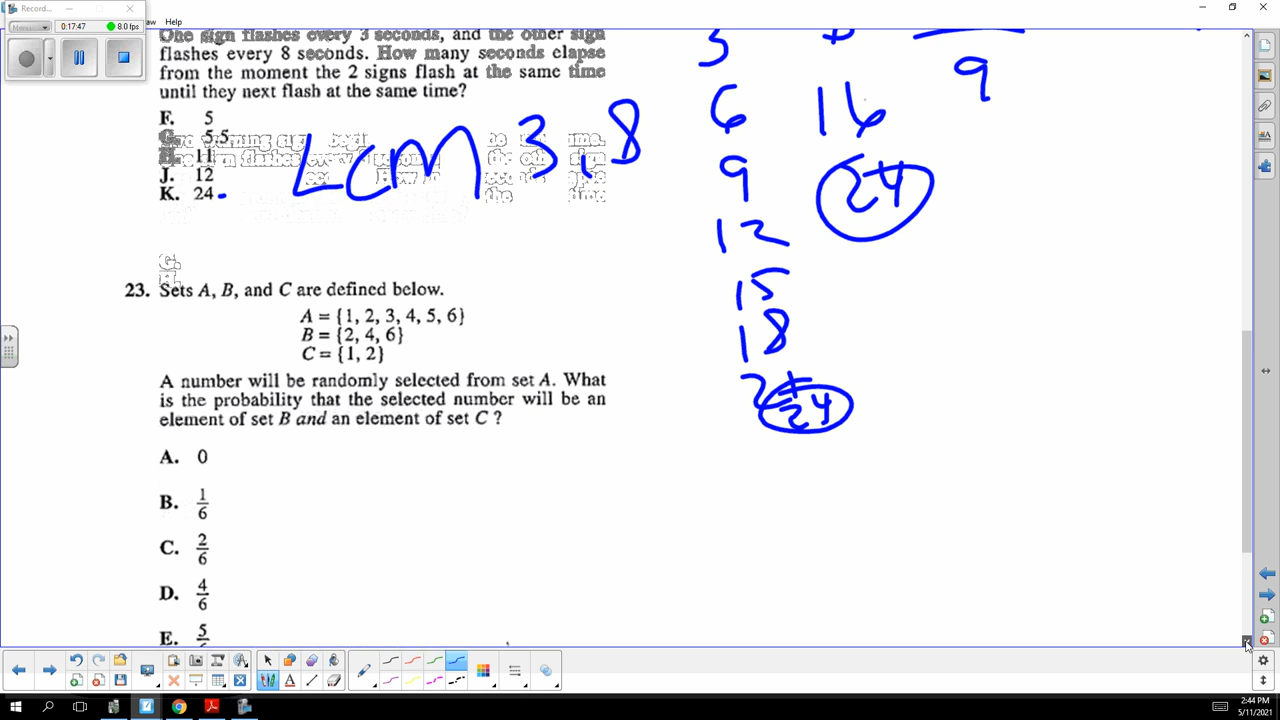 Record...
aw Help
0:17:47 8.0 fps
One sign flashes every 3 seconds, and the other sign
flashes every 8 seconds. How many seconds elapse
from the moment the 2 signs flash at the same time
until they next flash at the same time?
F. 5
G. 5.5
H. 11
J. 12
K. 24.
LCM 3,8
3
6
9
12
15
18
21
24
16
24
9
G.
H.
23. Sets A, B, and C are defined below.
A = {1, 2, 3, 4, 5, 6}
B = {2, 4, 6}
C = {1, 2}
A number will be randomly selected from set A. What
is the probability that the selected number will be an
element of set B and an element of set C ?
A. 0
B. 1/6
C. 2/6
D. 4/6
E. 5
2:44 PM
5/11/2021